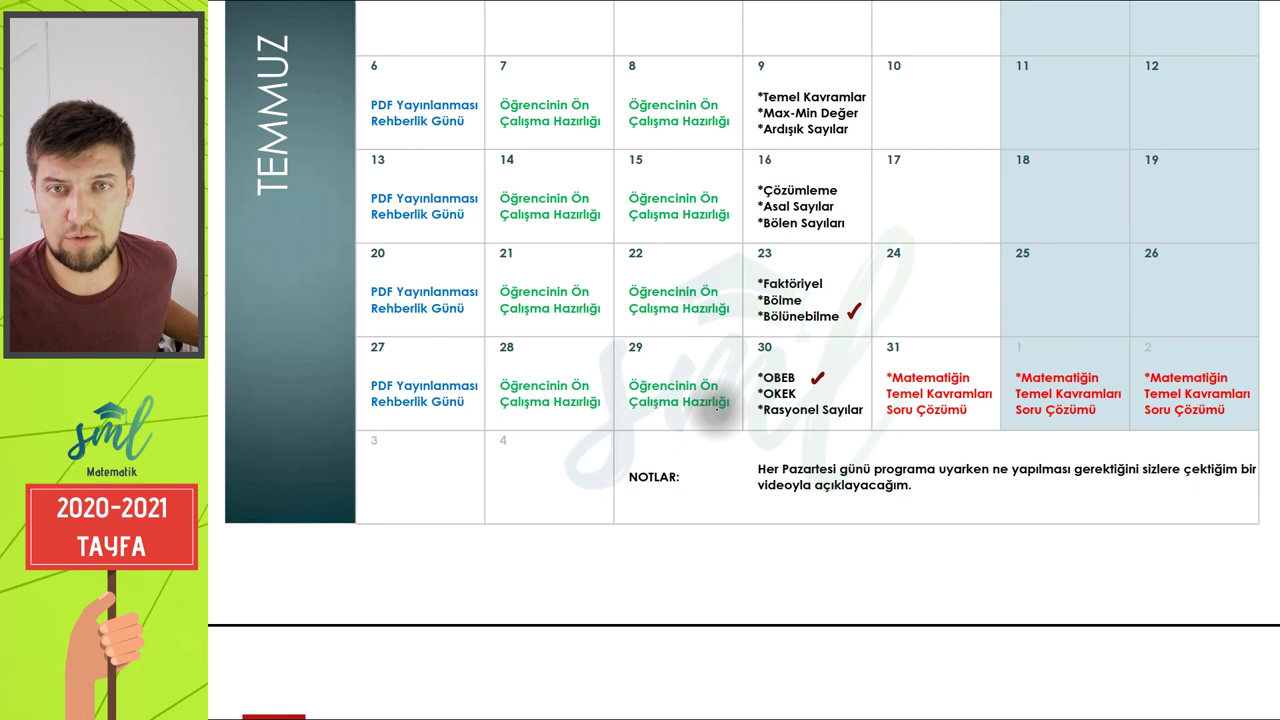 TEMMUZ
6
7
8
9
10
11
12
PDF Yayınlanması
Rehberlik Günü
Öğrencinin Ön
Çalışma Hazırlığı
Öğrencinin Ön
Çalışma Hazırlığı
*Temel Kavramlar
*Max-Min Değer
*Ardışık Sayılar
13
14
15
16
17
18
19
PDF Yayınlanması
Rehberlik Günü
Öğrencinin Ön
Çalışma Hazırlığı
Öğrencinin Ön
Çalışma Hazırlığı
*Çözümleme
*Asal Sayılar
*Bölen Sayıları
20
21
22
23
24
25
26
PDF Yayınlanması
Rehberlik Günü
Öğrencinin Ön
Çalışma Hazırlığı
Öğrencinin Ön
Çalışma Hazırlığı
*Faktöriyel
*Bölme
*Bölünebilme
27
28
29
30
31
1
2
PDF Yayınlanması
Rehberlik Günü
Öğrencinin Ön
Çalışma Hazırlığı
Öğrencinin Ön
Çalışma Hazırlığı
*OBEB
*OKEK
*Rasyonel Sayılar
*Matematiğin
Temel Kavramları
Soru Çözümü
*Matematiğin
Temel Kavramları
Soru Çözümü
*Matematiğin
Temel Kavramları
Soru Çözümü
3
4
NOTLAR:
Her Pazartesi günü programa uyarken ne yapılması gerektiğini sizlere çektiğim bir
videoyla açıklayacağım.
sml
sml
Matematik
2020-2021
TAYFA